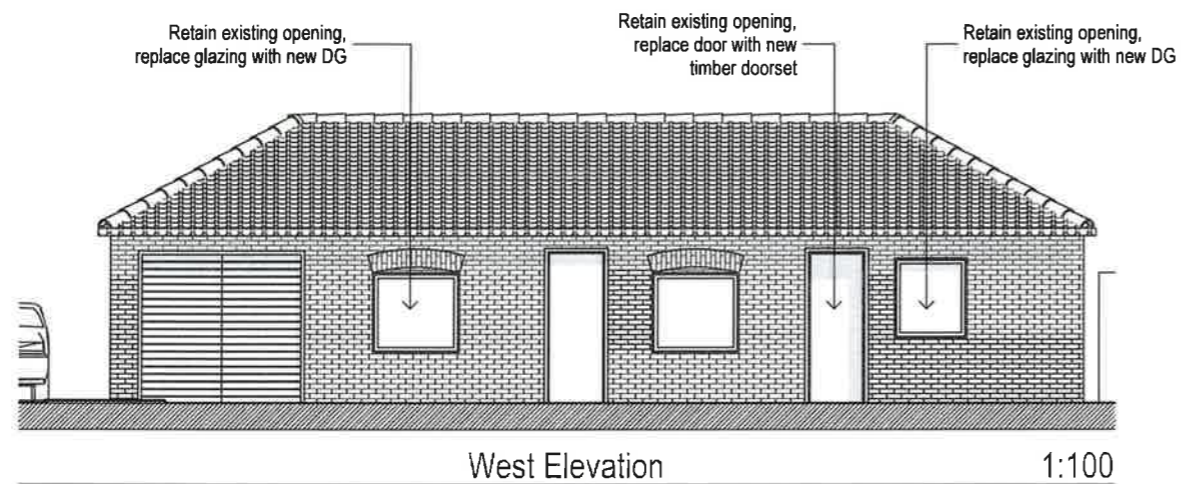 Retain existing opening,
replace glazing with new DG
Retain existing opening,
replace door with new
timber doorset
Retain existing opening,
replace glazing with new DG
West Elevation
1:100